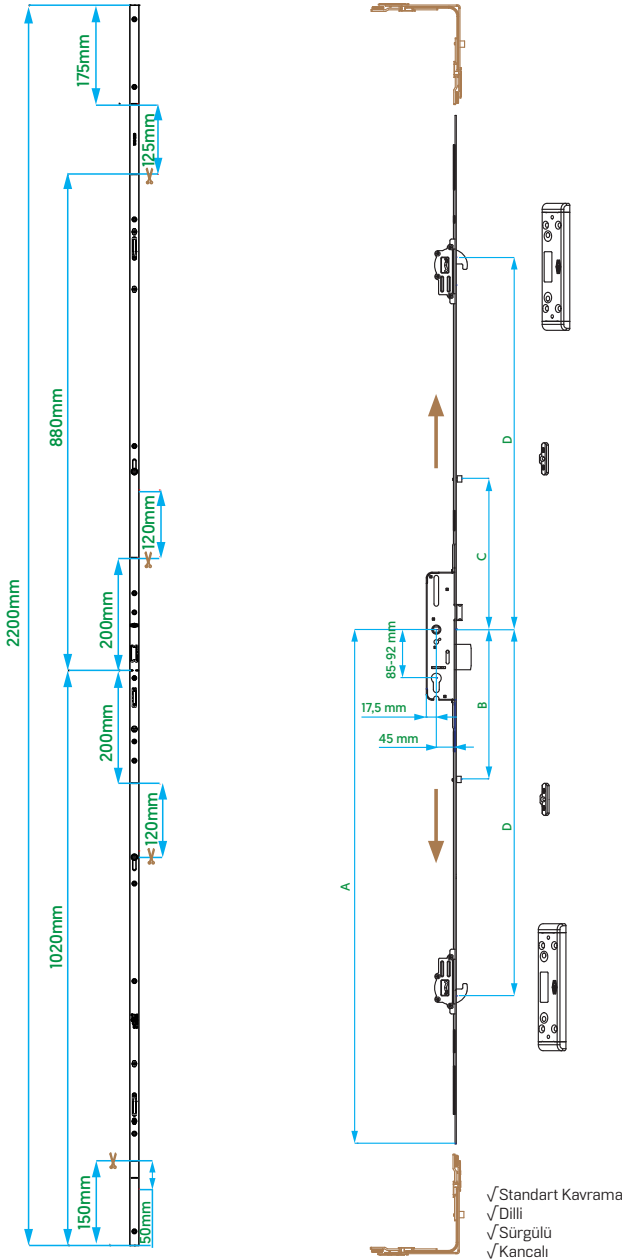 175mm
125mm
880mm
120mm
200mm
2200mm
200mm
120mm
1020mm
150mm
50mm
D
C
85-92 mm
17,5 mm
45 mm
B
D
A
√Standart Kavrama
√Dilli
√Sürgülü
√Kancalı